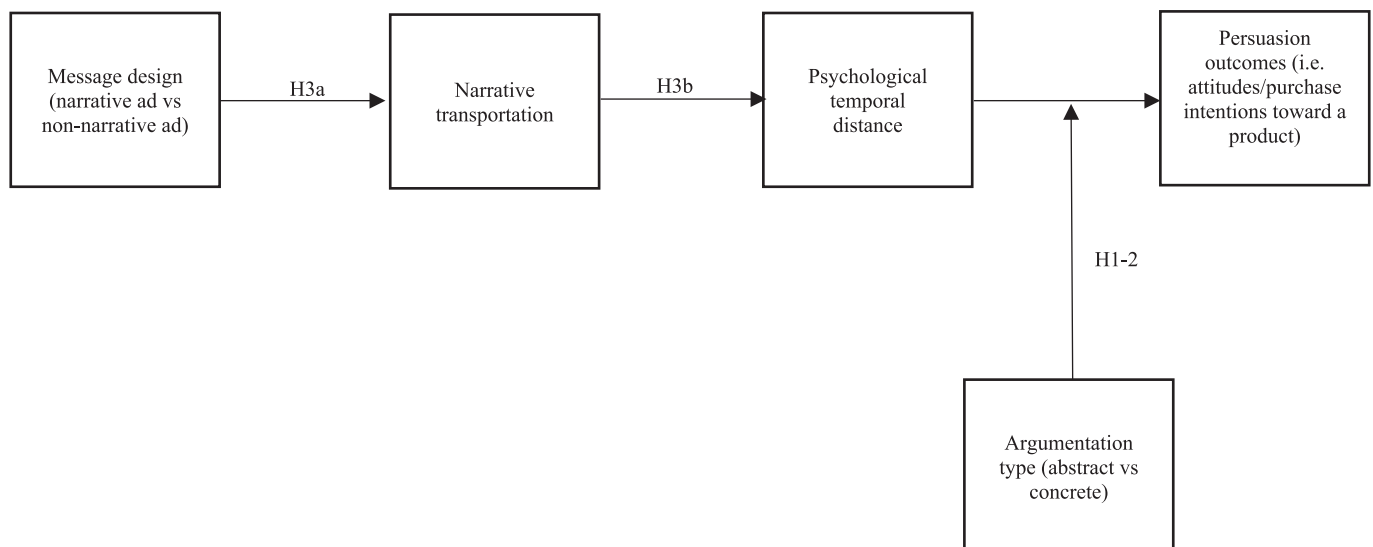 Message design
(narrative ad vs
non-narrative ad)
H3a
Narrative
transportation
H3b
Psychological
temporal
distance
Persuasion
outcomes (i.e.
attitudes/purchase
intentions toward a
product)
H1-2
Argumentation
type (abstract vs
concrete)